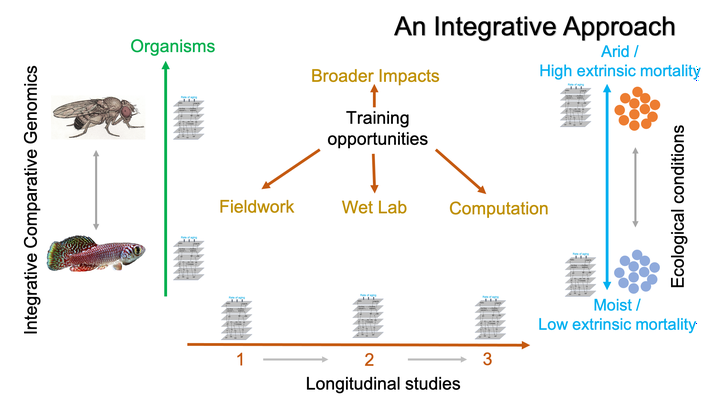 An Integrative Approach
Organisms
Arid /
High extrinsic mortality
Broader Impacts
Training
opportunities
Integrative Comparative Genomics
Ecological conditions
Fieldwork
Wet Lab
Computation
Moist /
Low extrinsic mortality
1
2
3
Longitudinal studies